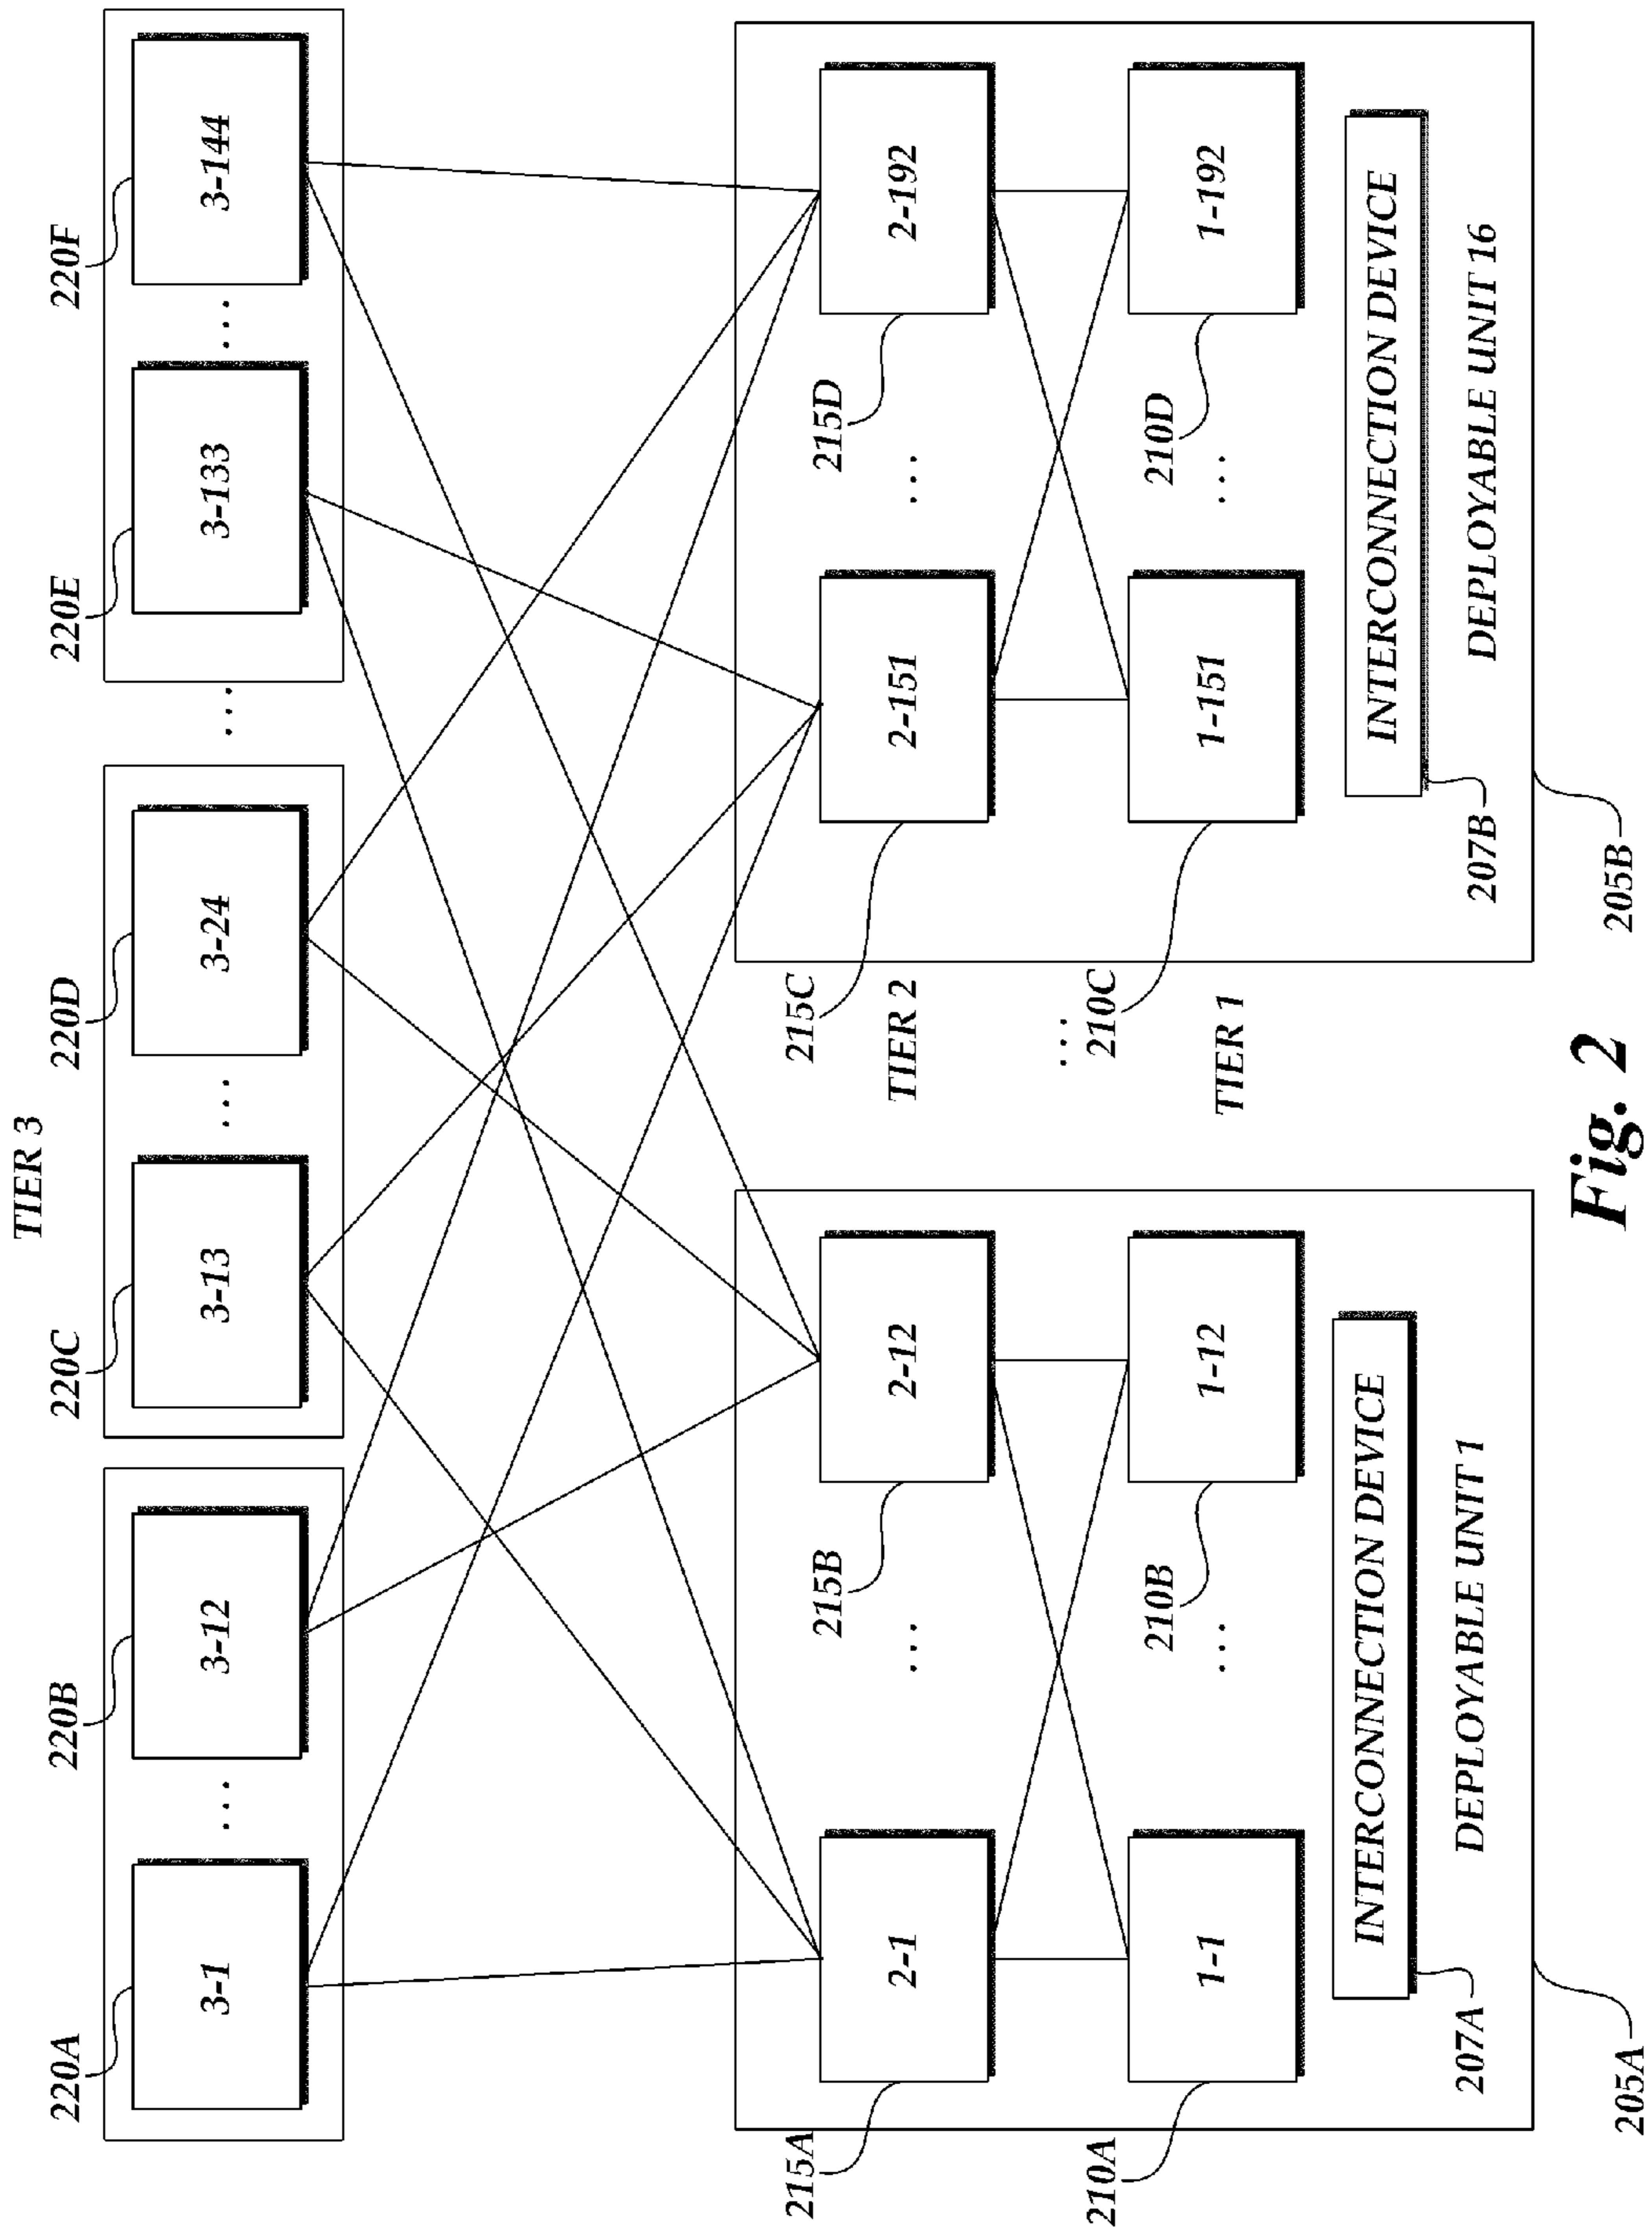 TIER 3
220A
220B
220C
220D
220E
220F
3-1
...
3-12
3-13
...
3-24
...
3-133
...
3-144
215A
215B
215C
215D
2-1
...
2-12
TIER 2
2-151
...
2-192
...
210A
210B
210C
210D
1-1
...
1-12
TIER 1
1-151
...
1-192
INTERCONNECTION DEVICE
INTERCONNECTION DEVICE
207A
207B
DEPLOYABLE UNIT 1
DEPLOYABLE UNIT 16
205A
205B
Fig. 2